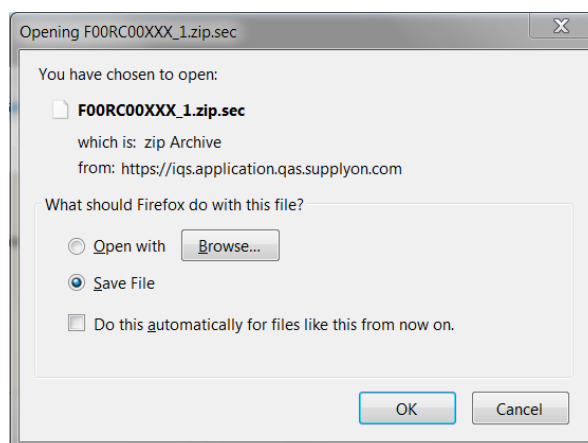 Opening F00RC00XXX_1.zip.sec
You have chosen to open:
F00RC00XXX_1.zip.sec
which is: zip Archive
from: https://iqs.application.qas.supplyon.com
What should Firefox do with this file?
Open with Browse...
Save File
Do this automatically for files like this from now on.
OK Cancel